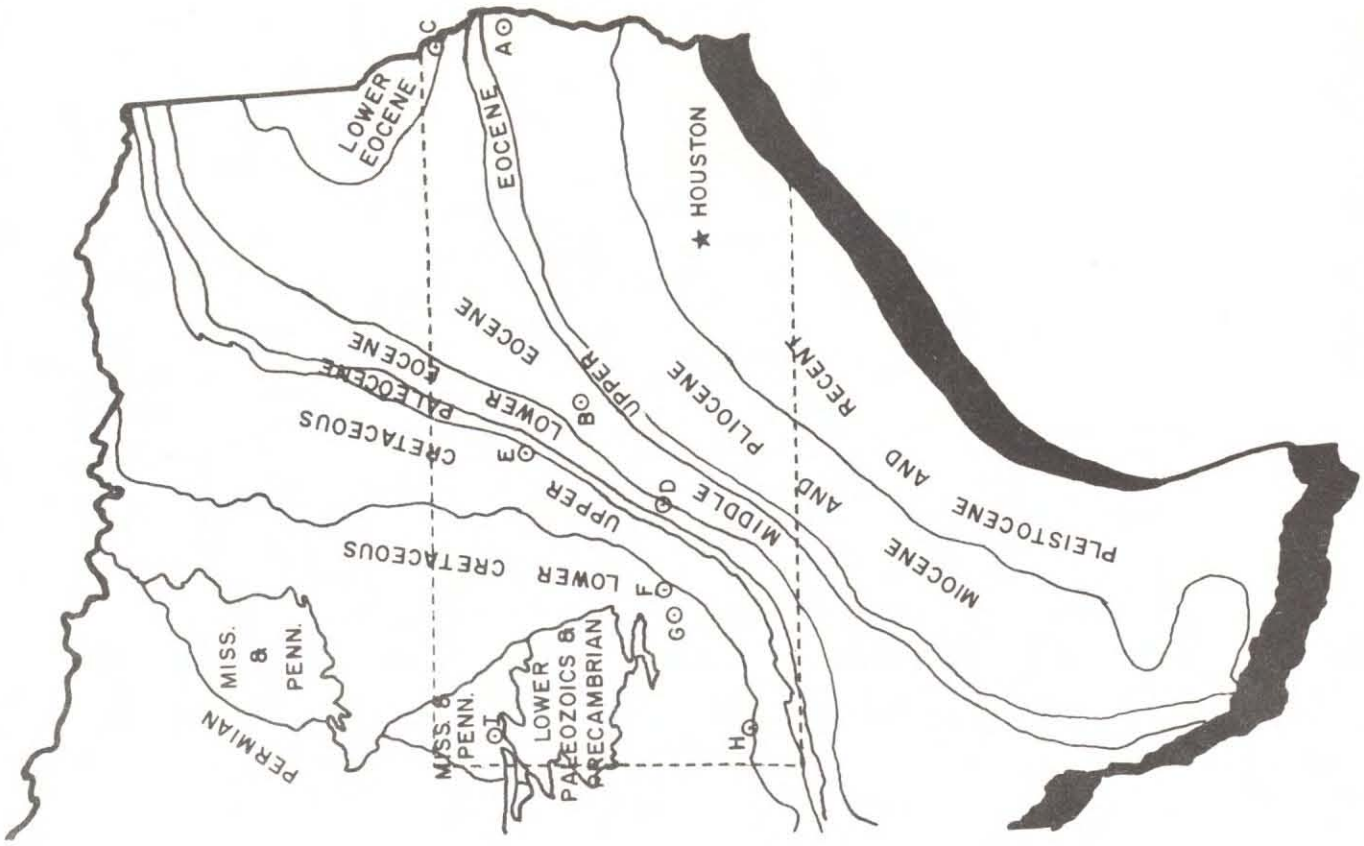 LOWER
EOCENE
C
A
EOCENE
HOUSTON
EOCENE
EOCENE
PALEOCENE
LOWER
B
UPPER
PLIOCENE
RECENT
CRETACEOUS
E
UPPER
D
MIDDLE
AND
AND
LOWER CRETACEOUS
F
G
MIOCENE
PLEISTOCENE
MISS.
&
PENN.
PERMIAN
MISS. &
PENN.
I
LOWER
PALEOZOICS &
PRECAMBRIAN
H